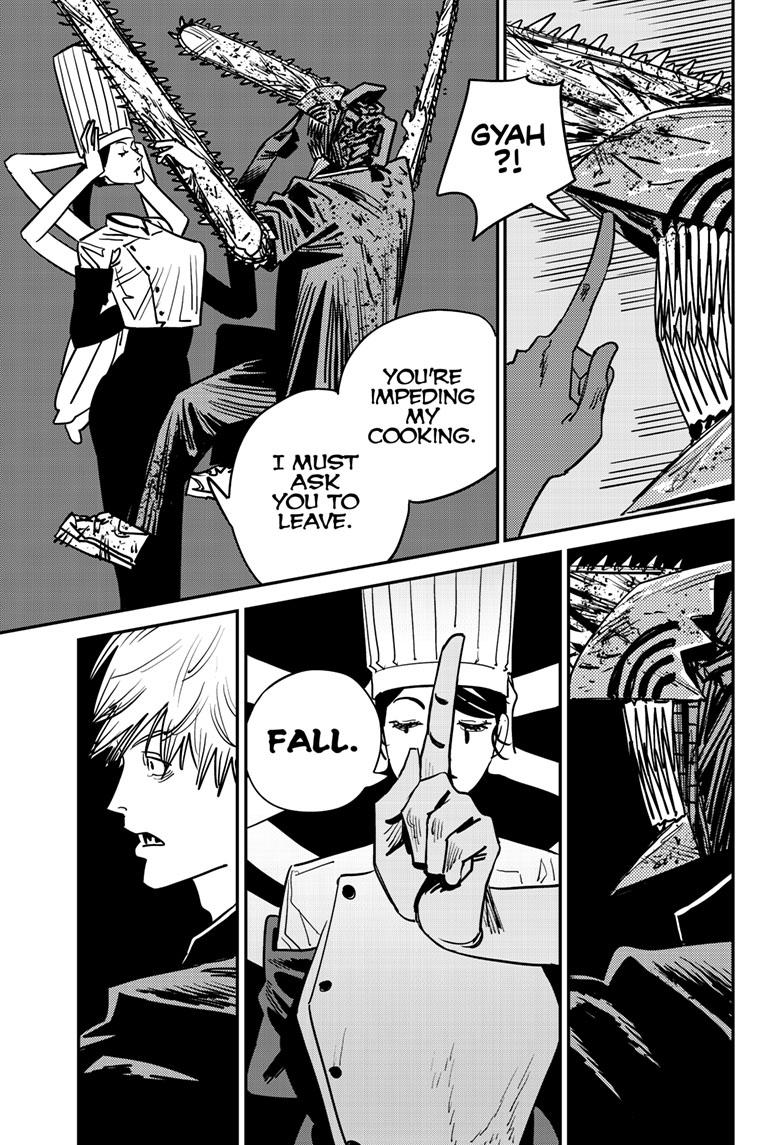 GYAH
?!
YOU'RE
IMPEDING
MY
COOKING.
I MUST
ASK
YOU TO
LEAVE.
FALL.